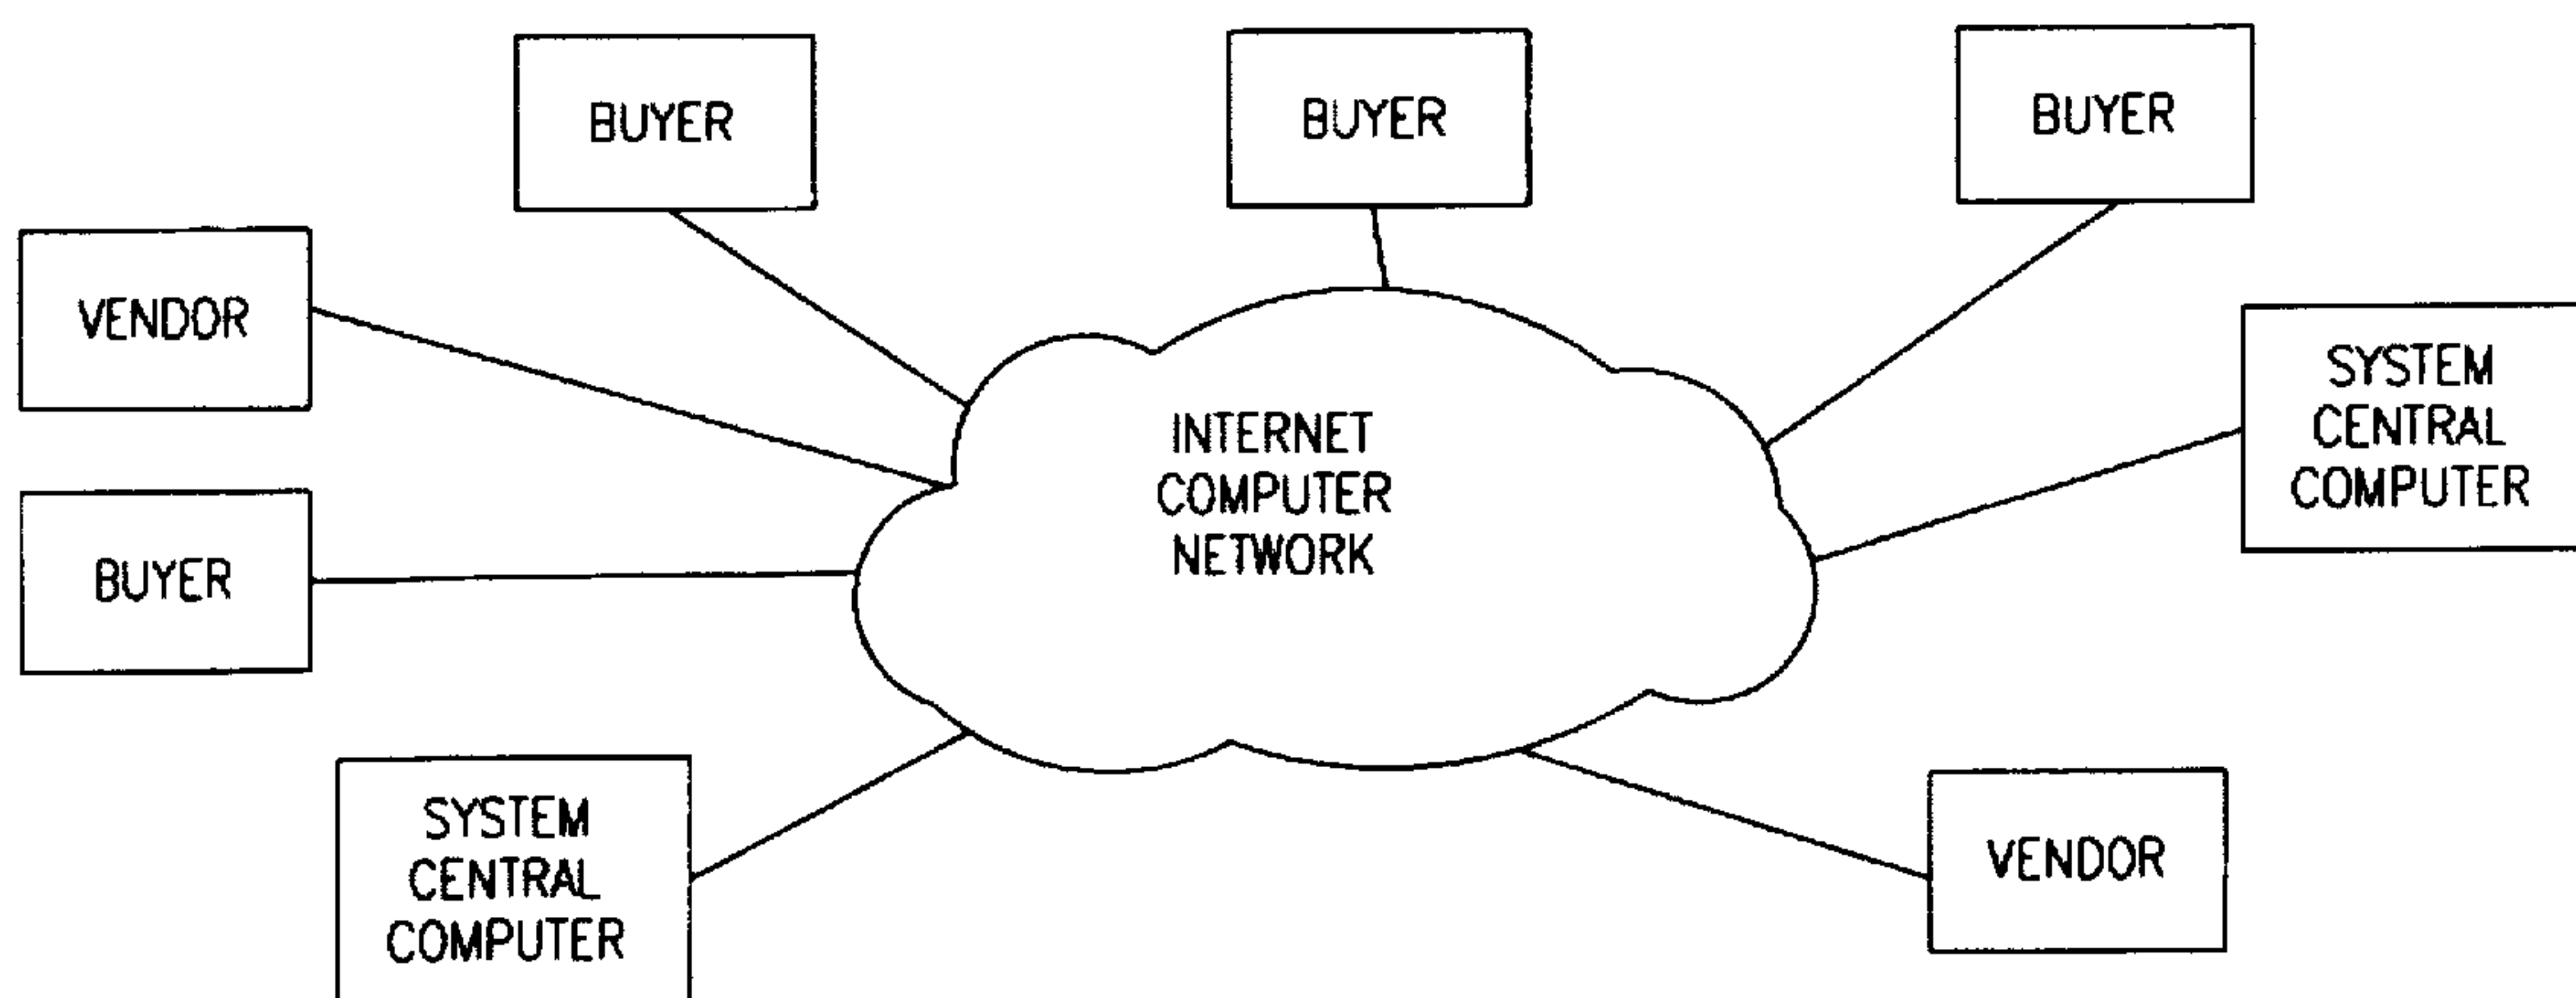 BUYER
BUYER
BUYER
VENDOR
SYSTEM
CENTRAL
COMPUTER
INTERNET
COMPUTER
NETWORK
BUYER
SYSTEM
CENTRAL
COMPUTER
VENDOR